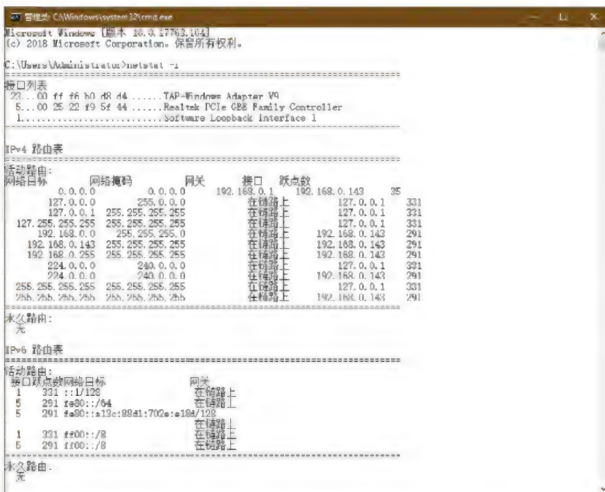 管理员: C:\Windows\system32\cmd.exe
Microsoft Windows [版本 10.0.17763.164]
(c) 2018 Microsoft Corporation。保留所有权利。
C:\Users\Administrator>netstat -r
===========================================================================
接口列表
23...00 ff f6 b0 d8 d4 ......TAP-Windows Adapter V9
5...00 25 22 f9 5f 44 ......Realtek PCIe GBE Family Controller
1...........................Software Loopback Interface 1
===========================================================================
IPv4 路由表
===========================================================================
活动路由:
网络目标 网络掩码 网关 接口 跃点数
0.0.0.0 0.0.0.0 192.168.0.1 192.168.0.143 35
127.0.0.0 255.0.0.0 在链路上 127.0.0.1 331
127.0.0.1 255.255.255.255 在链路上 127.0.0.1 331
127.255.255.255 255.255.255.255 在链路上 127.0.0.1 331
192.168.0.0 255.255.255.0 在链路上 192.168.0.143 291
192.168.0.143 255.255.255.255 在链路上 192.168.0.143 291
192.168.0.255 255.255.255.255 在链路上 192.168.0.143 291
224.0.0.0 240.0.0.0 在链路上 127.0.0.1 331
224.0.0.0 240.0.0.0 在链路上 192.168.0.143 291
255.255.255.255 255.255.255.255 在链路上 127.0.0.1 331
255.255.255.255 255.255.255.255 在链路上 192.168.0.143 291
===========================================================================
永久路由:
无
IPv6 路由表
===========================================================================
活动路由:
接口跃点数网络目标 网关
1 331 ::1/128 在链路上
5 291 fe80::/64 在链路上
5 291 fe80::a13c:88d1:702e:e18d/128
在链路上
1 331 ff00::/8 在链路上
5 291 ff00::/8 在链路上
===========================================================================
永久路由:
无